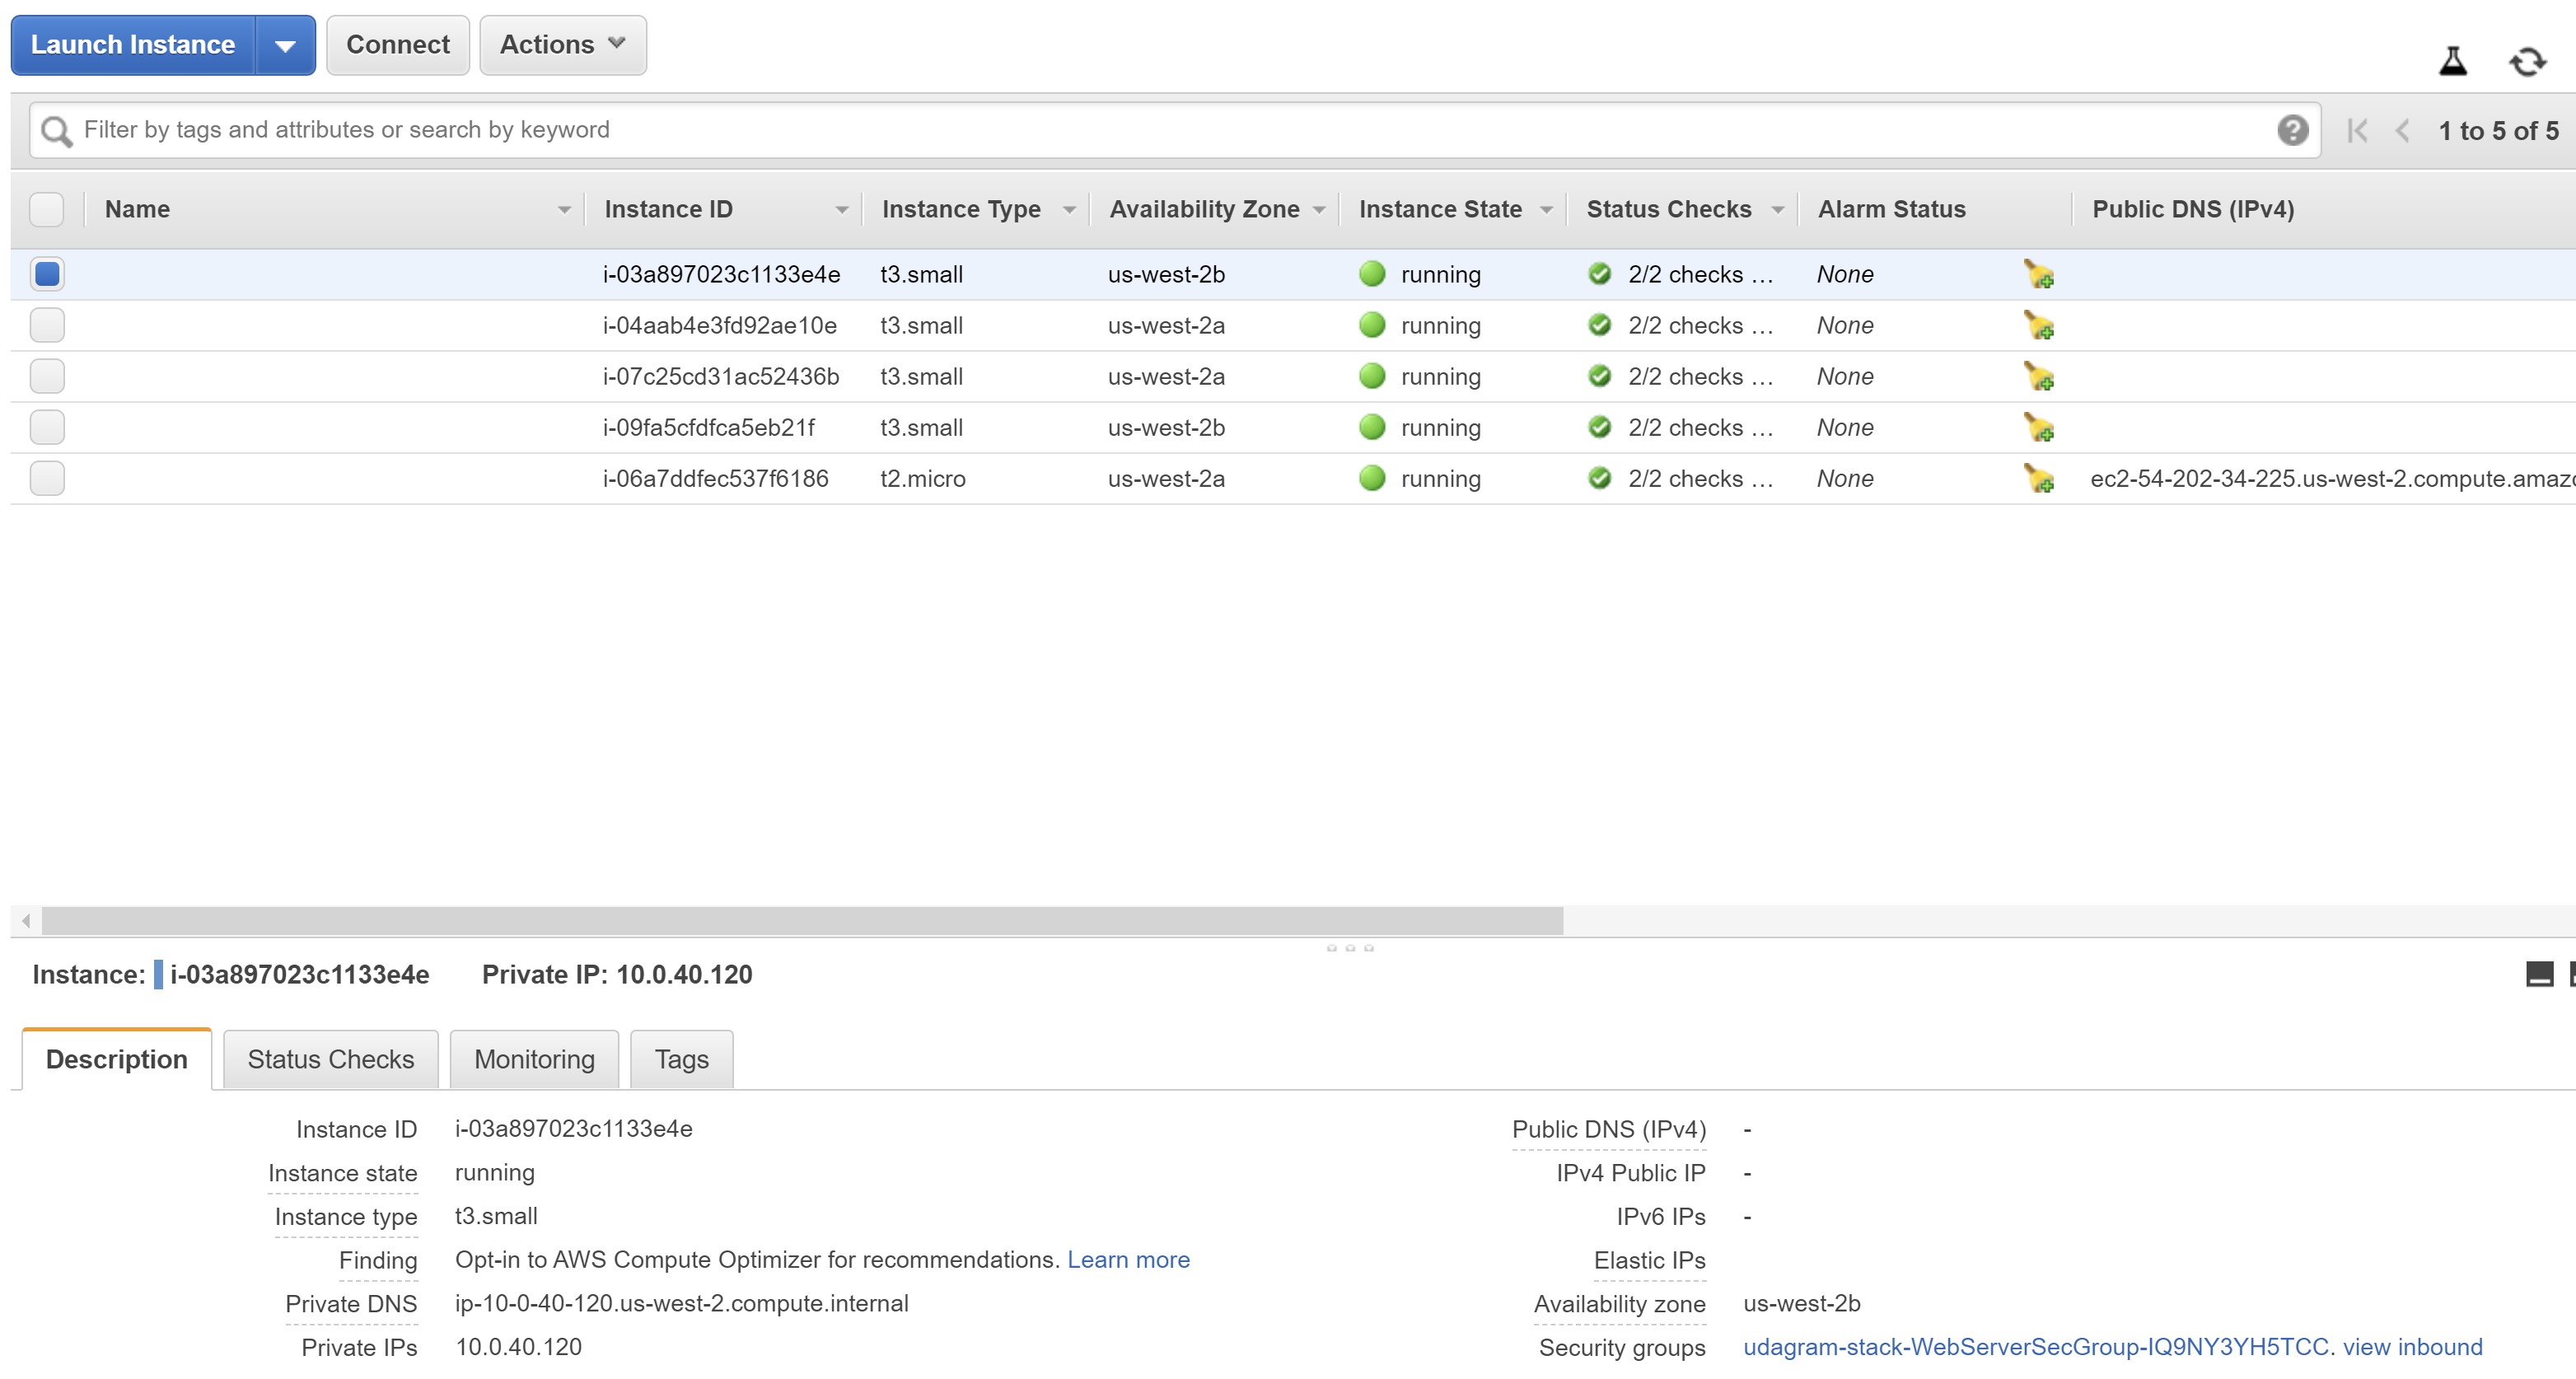 Launch Instance Connect Actions
Filter by tags and attributes or search by keyword 1 to 5 of 5
Name Instance ID Instance Type Availability Zone Instance State Status Checks Alarm Status Public DNS (IPv4)
i-03a897023c1133e4e t3.small us-west-2b running 2/2 checks … None
i-04aab4e3fd92ae10e t3.small us-west-2a running 2/2 checks … None
i-07c25cd31ac52436b t3.small us-west-2a running 2/2 checks … None
i-09fa5cfdfca5eb21f t3.small us-west-2b running 2/2 checks … None
i-06a7ddfec537f6186 t2.micro us-west-2a running 2/2 checks … None ec2-54-202-34-225.us-west-2.compute.amazo
Instance: i-03a897023c1133e4e Private IP: 10.0.40.120
Description Status Checks Monitoring Tags
Instance ID i-03a897023c1133e4e Public DNS (IPv4) -
Instance state running IPv4 Public IP -
Instance type t3.small IPv6 IPs -
Finding Opt-in to AWS Compute Optimizer for recommendations. Learn more Elastic IPs
Private DNS ip-10-0-40-120.us-west-2.compute.internal Availability zone us-west-2b
Private IPs 10.0.40.120 Security groups udagram-stack-WebServerSecGroup-IQ9NY3YH5TCC. view inbound